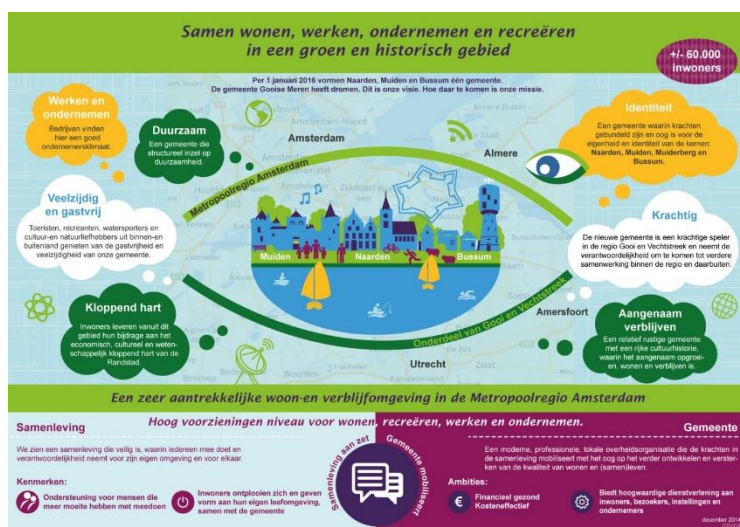 Samen wonen, werken, ondernemen en recreëren
in een groen en historisch gebied
+/- 60.000
inwoners
Per 1 januari 2016 vormen Naarden, Muiden en Bussum één gemeente.
De gemeente Gooise Meren heeft dromen. Dit is onze visie. Hoe daar te komen is onze missie.
Werken en
ondernemen
Bedrijven vinden
hier een goed
ondernemersklimaat.
Duurzaam
Een gemeente die
structureel inzet op
duurzaamheid.
Veelzijdig
en gastvrij
Toeristen, recreanten, watersporters en
cultuur-en natuurliefhebbers uit binnen-en
buitenland genieten van de gastvrijheid en
veelzijdigheid van onze gemeente.
Kloppend hart
Inwoners leveren vanuit dit
gebied hun bijdrage aan het
economisch, cultureel en weten-
schappelijk kloppend hart van de
Randstad.
Metropoolregio Amsterdam
Amsterdam
Almere
Muiden
Naarden
Bussum
Onderdeel van Gooi en Vechtstreek
Amersfoort
Utrecht
Identiteit
Een gemeente waarin krachten
gebundeld zijn en oog is voor de
eigenheid en identiteit van de kernen:
Naarden, Muiden, Muiderberg en
Bussum.
Krachtig
De nieuwe gemeente is een krachtige speler
in de regio Gooi en Vechtstreek en neemt de
verantwoordelijkheid om te komen tot verdere
samenwerking binnen de regio en daarbuiten.
Aangenaam
verblijven
Een relatief rustige gemeente
met een rijke cultuurhistorie,
waarin het aangenaam opgroei-
en, wonen en verblijven is.
Een zeer aantrekkelijke woon-en verblijfomgeving in de Metropoolregio Amsterdam
Hoog voorzieningen niveau voor wonen, recreëren, werken en ondernemen.
Samenleving
We zien een samenleving die veilig is, waarin iedereen mee doet en
verantwoordelijkheid neemt voor zijn eigen omgeving en voor elkaar.
Kenmerken:
Ondersteuning voor mensen die
meer moeite hebben met meedoen
Inwoners ontplooien zich en geven
vorm aan hun eigen leefomgeving,
samen met de gemeente
Samenleving aan zet
Gemeente mobiliseert
Gemeente
Een moderne, professionele, lokale overheidsorganisatie die de krachten in
de samenleving mobiliseert met het oog op het verder ontwikkelen en verster-
ken van de kwaliteit van wonen en (samen)leven.
Ambities:
Financieel gezond
Kosteneffectief
Biedt hoogwaardige dienstverlening aan
inwoners, bezoekers, instellingen en
ondernemers
december 2014